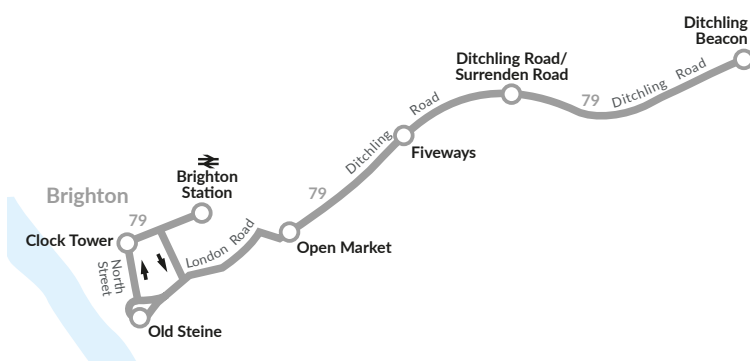 Ditchling
Beacon
Ditchling Road/
Surrenden Road
Ditchling Road
79
Road
Ditchling
Fiveways
79
Brighton
Station
Brighton
79
Clock Tower
London Road
Open Market
North
Street
Old Steine